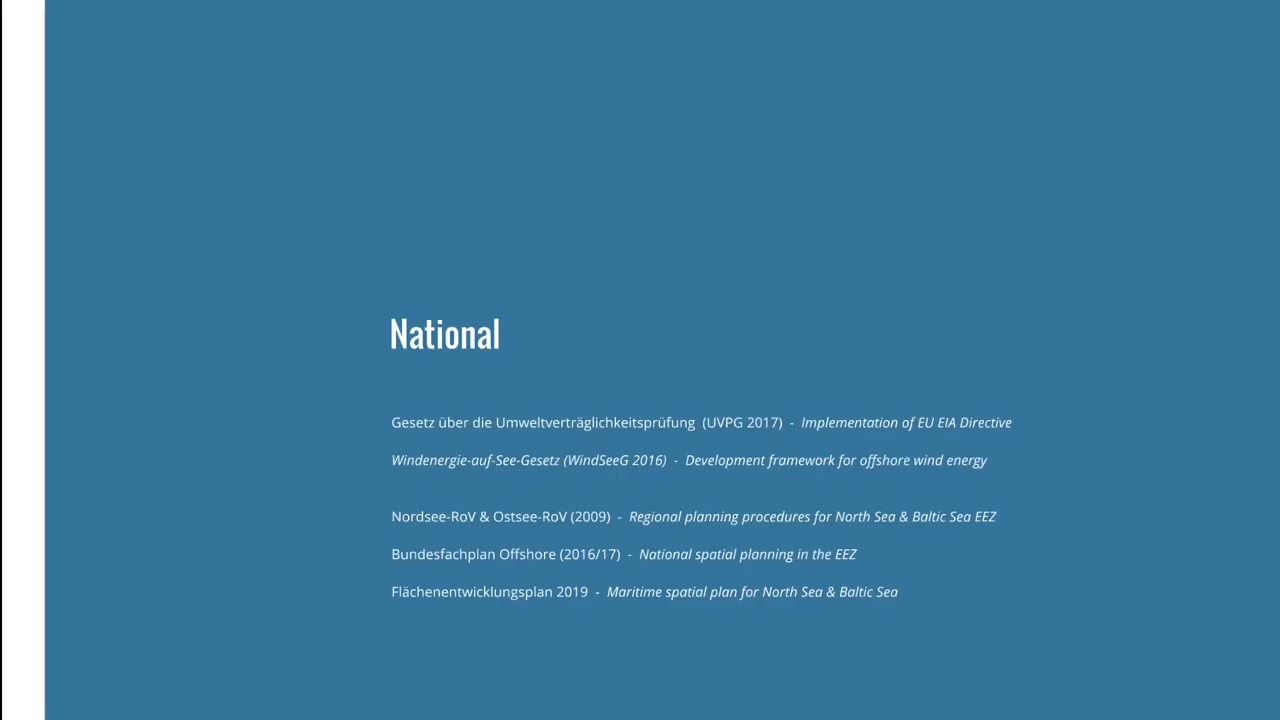 National
Gesetz über die Umweltverträglichkeitsprüfung (UVPG 2017) - Implementation of EU EIA Directive
Windenergie-auf-See-Gesetz (WindSeeG 2016) - Development framework for offshore wind energy
Nordsee-RoV & Ostsee-RoV (2009) - Regional planning procedures for North Sea & Baltic Sea EEZ
Bundesfachplan Offshore (2016/17) - National spatial planning in the EEZ
Flächenentwicklungsplan 2019 - Maritime spatial plan for North Sea & Baltic Sea